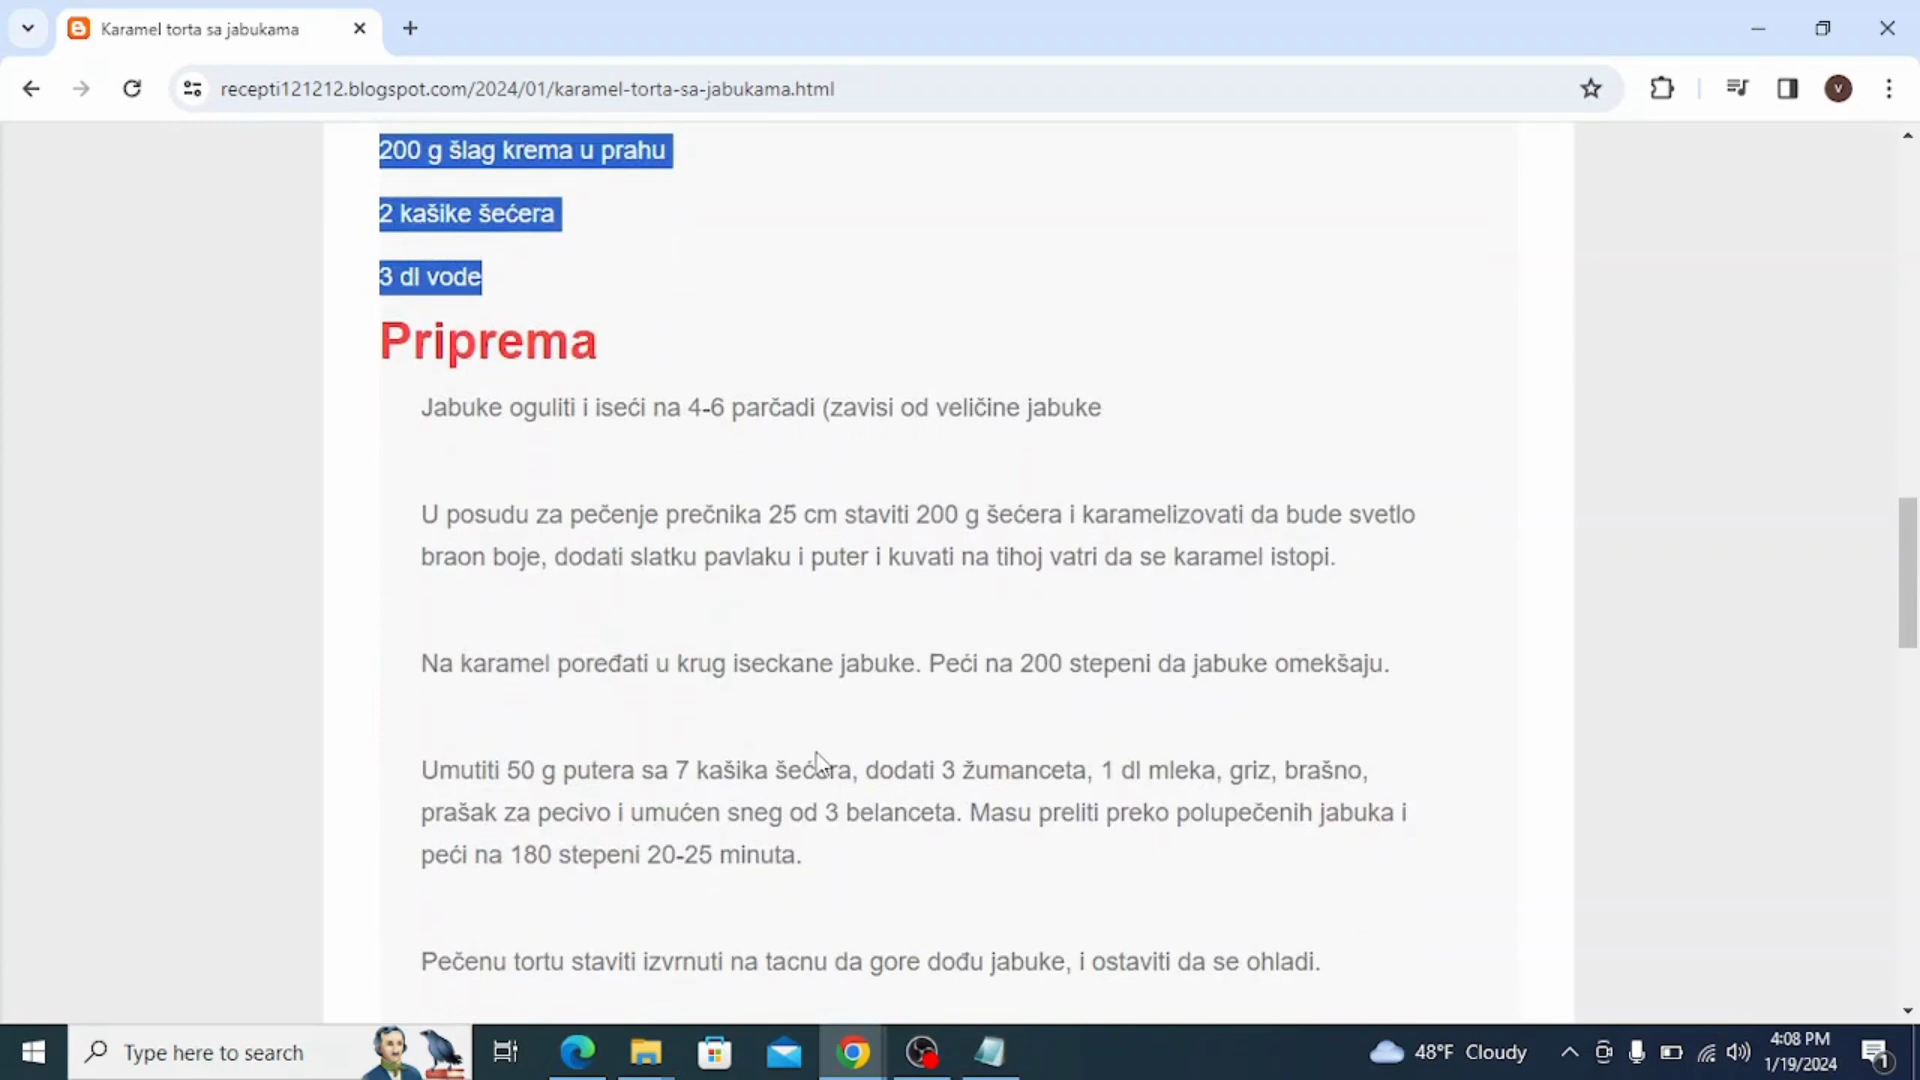 Karamel torta sa jabukama
recepti121212.blogspot.com/2024/01/karamel-torta-sa-jabukama.html
V
200 g šlag krema u prahu
2 kašike šećera
3 dl vode
Priprema
Jabuke oguliti i iseći na 4-6 parčadi (zavisi od veličine jabuke
U posudu za pečenje prečnika 25 cm staviti 200 g šećera i karamelizovati da bude svetlo
braon boje, dodati slatku pavlaku i puter i kuvati na tihoj vatri da se karamel istopi.
Na karamel poređati u krug iseckane jabuke. Peći na 200 stepeni da jabuke omekšaju.
Umutiti 50 g putera sa 7 kašika šećera, dodati 3 žumanceta, 1 dl mleka, griz, brašno,
prašak za pecivo i umućen sneg od 3 belanceta. Masu preliti preko polupečenih jabuka i
peći na 180 stepeni 20-25 minuta.
Pečenu tortu staviti izvrnuti na tacnu da gore dođu jabuke, i ostaviti da se ohladi.
Type here to search
48°F Cloudy
4:08 PM
1/19/2024
1